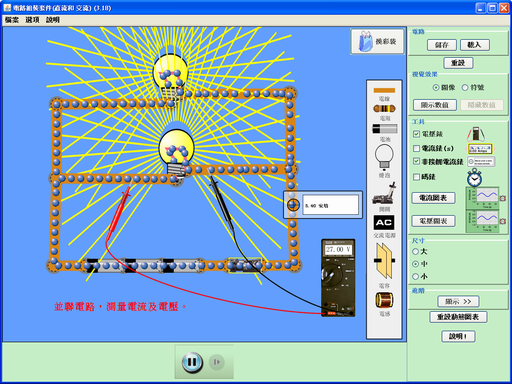 電路組裝套件(直流和 交流) (3.10)
檔案 選項 說明
摸彩袋
電線
電阻
電池
燈泡
開關
AC
交流電源
電容
電感
5.40 安培
27.00 V
並聯電路，測量電流及電壓。
電路
儲存 載入
重設
視覺效果
圖像 符號
顯示數值 隱藏數值
工具
電壓錶
電流錶(s)
非接觸電流錶
碼錶
電流圖表
電壓圖表
尺寸
大
中
小
顯示 >>
重設動態圖表
說明!